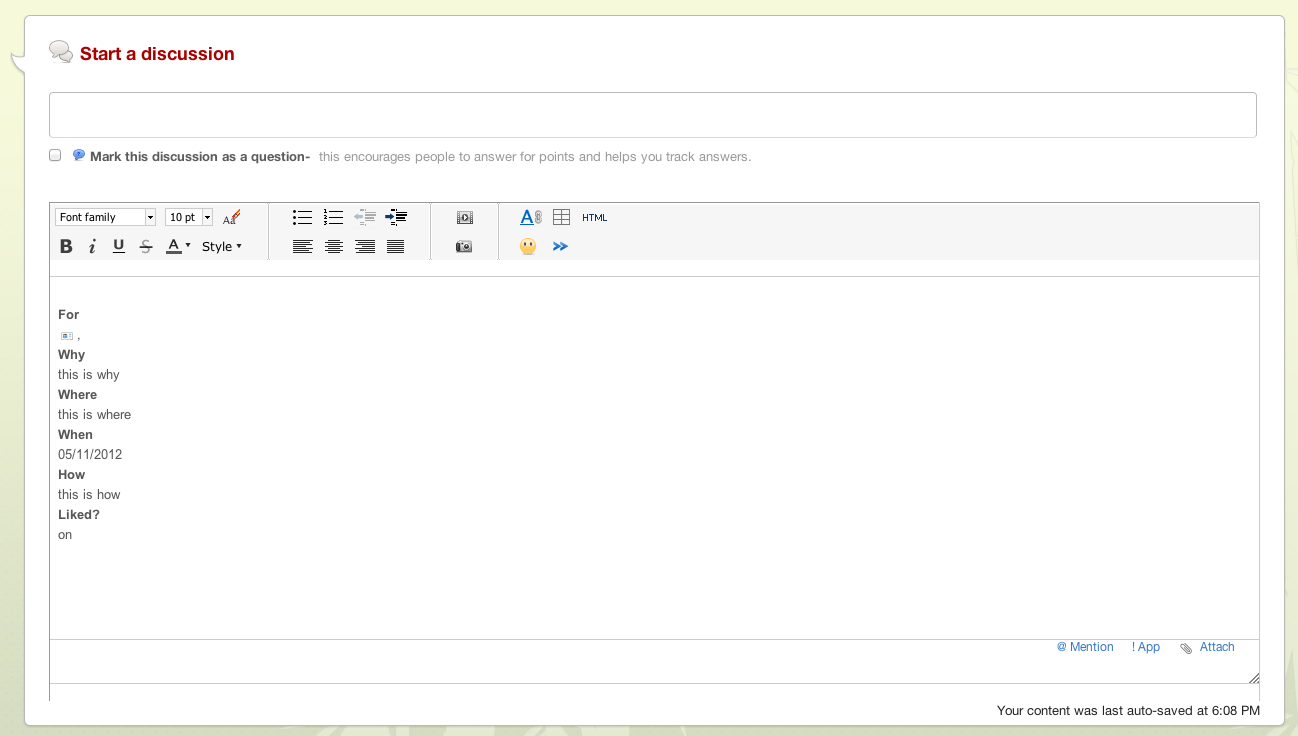 Start a discussion
Mark this discussion as a question- this encourages people to answer for points and helps you track answers.
Font family 10 pt HTML
B i U S A Style
For
,
Why
this is why
Where
this is where
When
05/11/2012
How
this is how
Liked?
on
@ Mention ! App Attach
Your content was last auto-saved at 6:08 PM